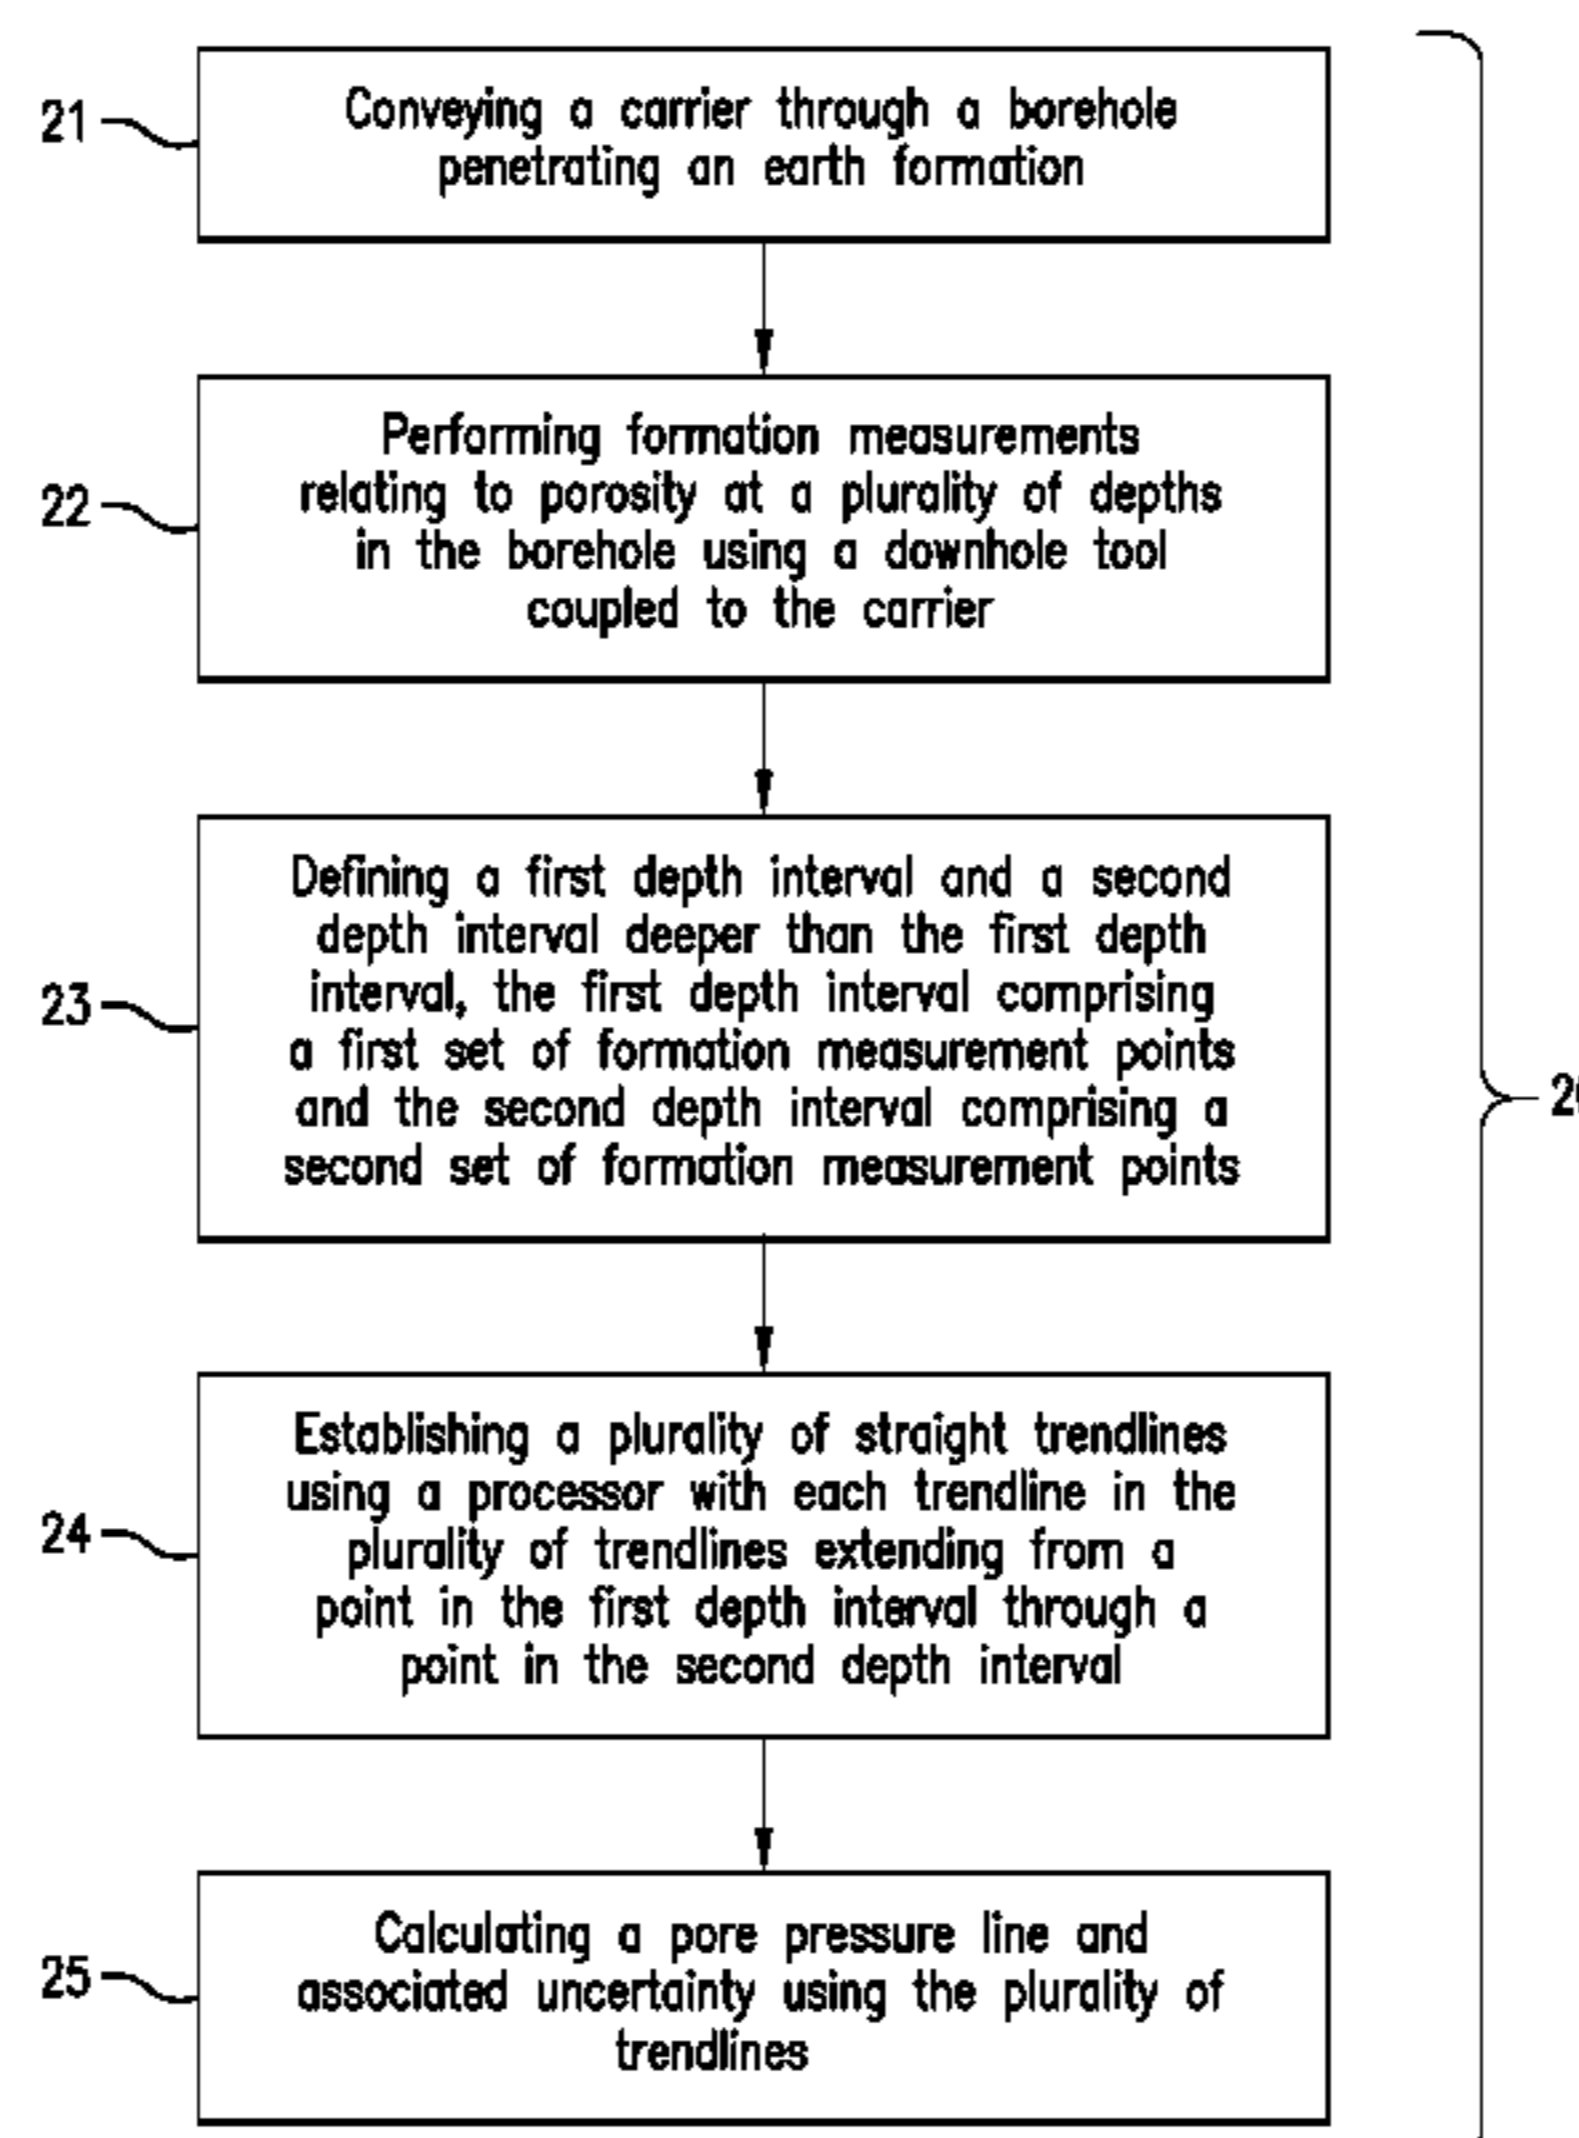 21
Conveying a carrier through a borehole
penetrating an earth formation
22
Performing formation measurements
relating to porosity at a plurality of depths
in the borehole using a downhole tool
coupled to the carrier
23
Defining a first depth interval and a second
depth interval deeper than the first depth
interval, the first depth interval comprising
a first set of formation measurement points
and the second depth interval comprising a
second set of formation measurement points
24
Establishing a plurality of straight trendlines
using a processor with each trendline in the
plurality of trendlines extending from a
point in the first depth interval through a
point in the second depth interval
25
Calculating a pore pressure line and
associated uncertainty using the plurality of
trendlines